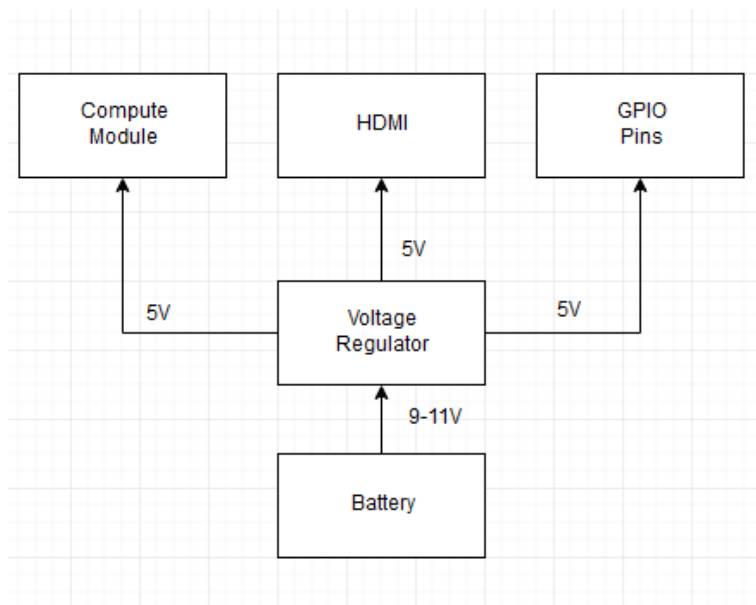 Compute
Module
HDMI
GPIO
Pins
5V
5V
5V
Voltage
Regulator
9-11V
Battery